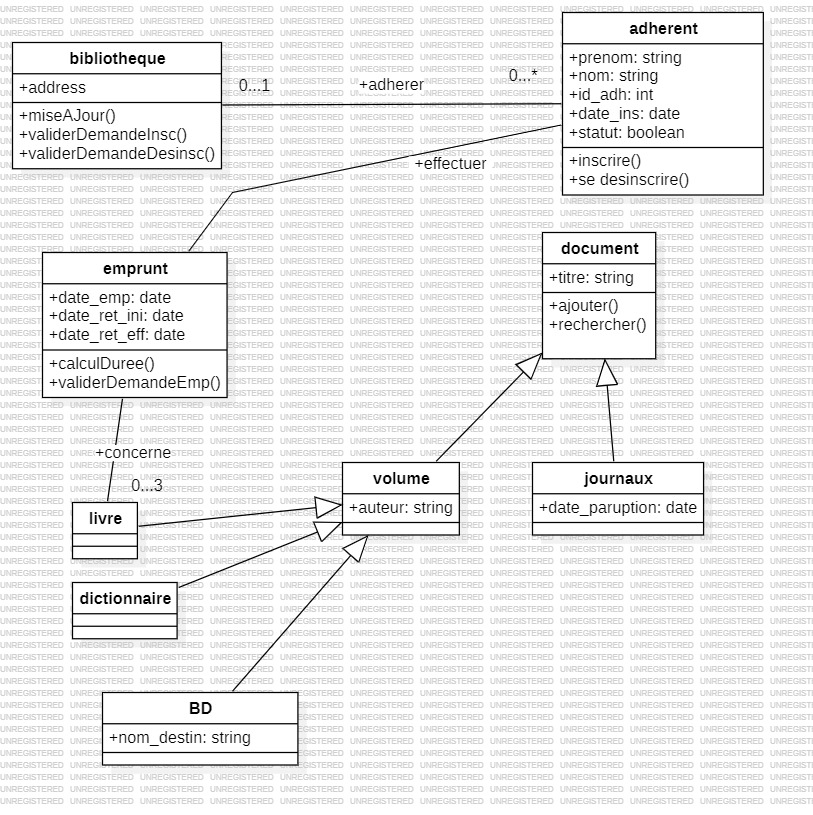 bibliotheque
+address
+miseAJour()
+validerDemandeInsc()
+validerDemandeDesinsc()
0...1
+adherer
0...*
adherent
+prenom: string
+nom: string
+id_adh: int
+date_ins: date
+statut: boolean
+inscrire()
+se desinscrire()
+effectuer
emprunt
+date_emp: date
+date_ret_ini: date
+date_ret_eff: date
+calculDuree()
+validerDemandeEmp()
document
+titre: string
+ajouter()
+rechercher()
+concerne
0...3
livre
volume
+auteur: string
journaux
+date_paruption: date
dictionnaire
BD
+nom_destin: string
UNREGISTERED